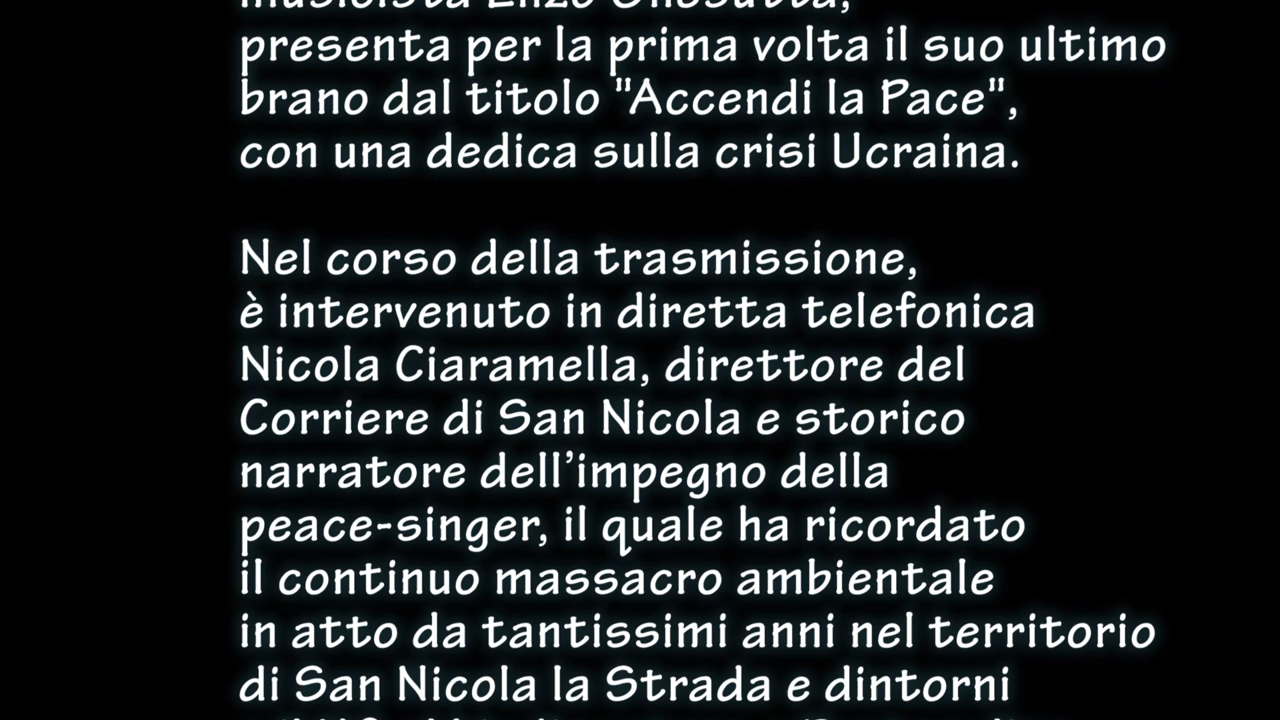 musicista Enzo
presenta per la prima volta il suo ultimo
brano dal titolo "Accendi la Pace",
con una dedica sulla crisi Ucraina.
Nel corso della trasmissione,
è intervenuto in diretta telefonica
Nicola Ciaramella, direttore del
Corriere di San Nicola e storico
narratore dell’impegno della
peace-singer, il quale ha ricordato
il continuo massacro ambientale
in atto da tantissimi anni nel territorio
di San Nicola la Strada e dintorni